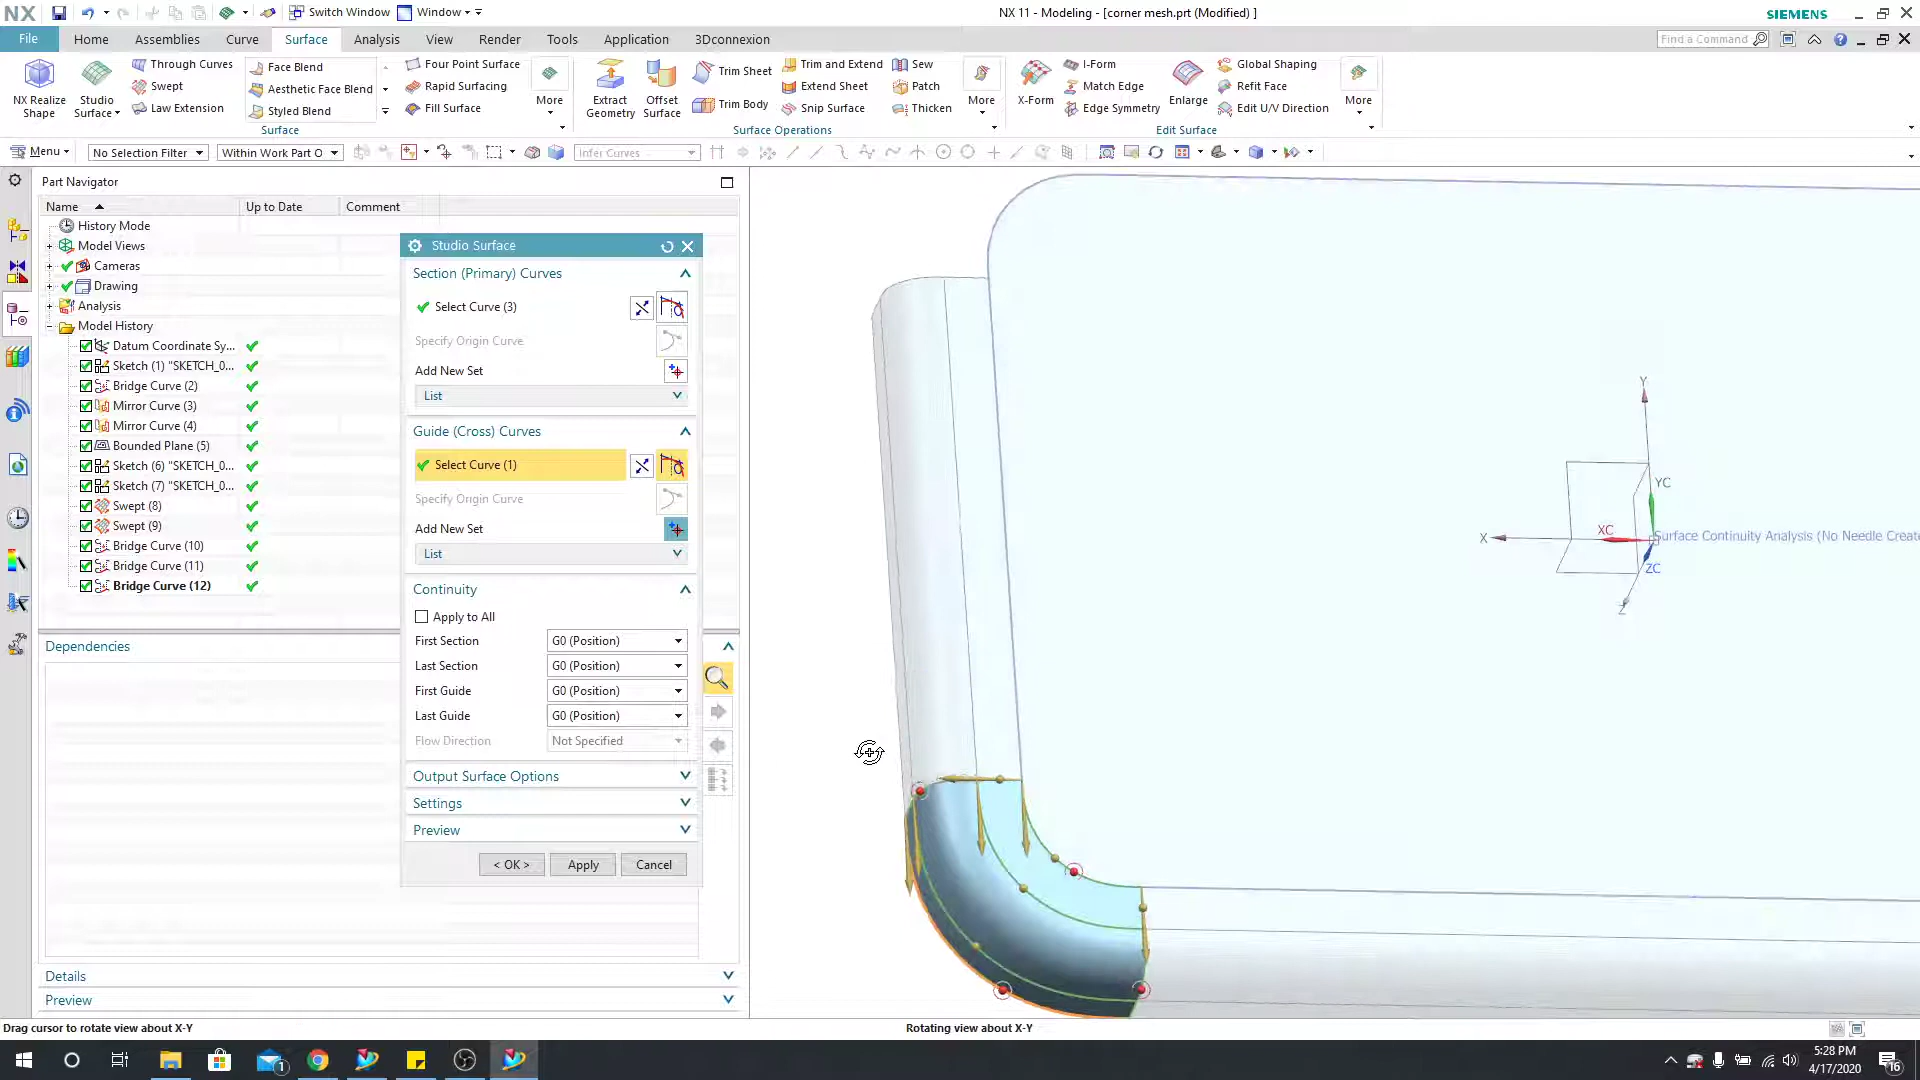 NX
Switch Window
Window
NX 11 - Modeling - [corner mesh.prt (Modified) ]
SIEMENS
File
Home
Assemblies
Curve
Surface
Analysis
View
Render
Tools
Application
3Dconnexion
Find a Command
NX Realize Shape
Studio Surface
Through Curves
Swept
Law Extension
Face Blend
Aesthetic Face Blend
Styled Blend
Four Point Surface
Rapid Surfacing
Fill Surface
More
Surface
Extract Geometry
Offset Surface
Trim Sheet
Trim Body
Trim and Extend
Extend Sheet
Snip Surface
Sew
Patch
Thicken
More
Surface Operations
X-Form
I-Form
Match Edge
Edge Symmetry
Enlarge
Global Shaping
Refit Face
Edit U/V Direction
More
Edit Surface
Menu
No Selection Filter
Within Work Part O
Infer Curves
Part Navigator
Name
Up to Date
Comment
History Mode
Model Views
Cameras
Drawing
Analysis
Model History
Datum Coordinate Sy...
Sketch (1) "SKETCH_0...
Bridge Curve (2)
Mirror Curve (3)
Mirror Curve (4)
Bounded Plane (5)
Sketch (6) "SKETCH_0...
Sketch (7) "SKETCH_0...
Swept (8)
Swept (9)
Bridge Curve (10)
Bridge Curve (11)
Bridge Curve (12)
Dependencies
Details
Preview
Studio Surface
Section (Primary) Curves
Select Curve (3)
Specify Origin Curve
Add New Set
List
Guide (Cross) Curves
Select Curve (1)
Specify Origin Curve
Add New Set
List
Continuity
Apply to All
First Section
G0 (Position)
Last Section
G0 (Position)
First Guide
G0 (Position)
Last Guide
G0 (Position)
Flow Direction
Not Specified
Output Surface Options
Settings
Preview
< OK >
Apply
Cancel
Y
YC
X
XC
Surface Continuity Analysis (No Needle Create
ZC
Z
Drag cursor to rotate view about X-Y
Rotating view about X-Y
1
5:28 PM
4/17/2020
16